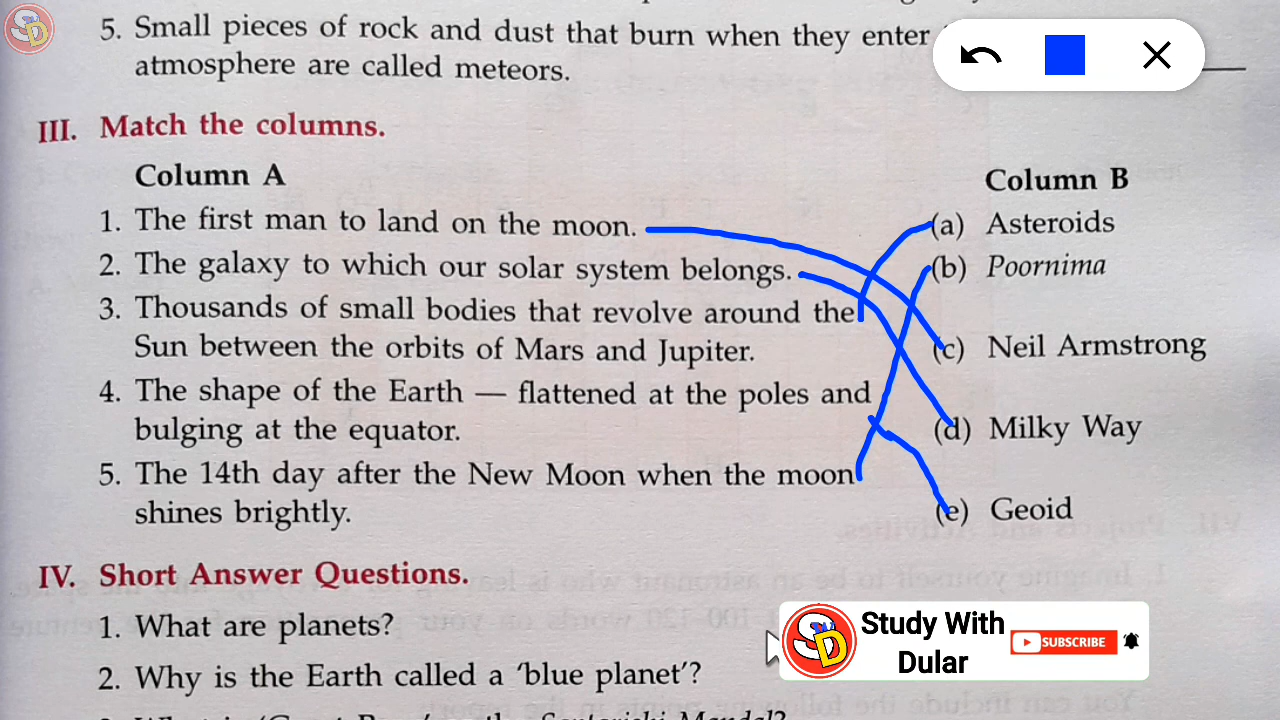 5. Small pieces of rock and dust that burn when they enter
atmosphere are called meteors.
III. Match the columns.
Column A
Column B
1. The first man to land on the moon.
(a) Asteroids
2. The galaxy to which our solar system belongs.
(b) Poornima
3. Thousands of small bodies that revolve around the
Sun between the orbits of Mars and Jupiter.
(c) Neil Armstrong
4. The shape of the Earth — flattened at the poles and
bulging at the equator.
(d) Milky Way
5. The 14th day after the New Moon when the moon
shines brightly.
(e) Geoid
IV. Short Answer Questions.
1. What are planets?
2. Why is the Earth called a ‘blue planet’?
SD
Study With
Dular
SUBSCRIBE